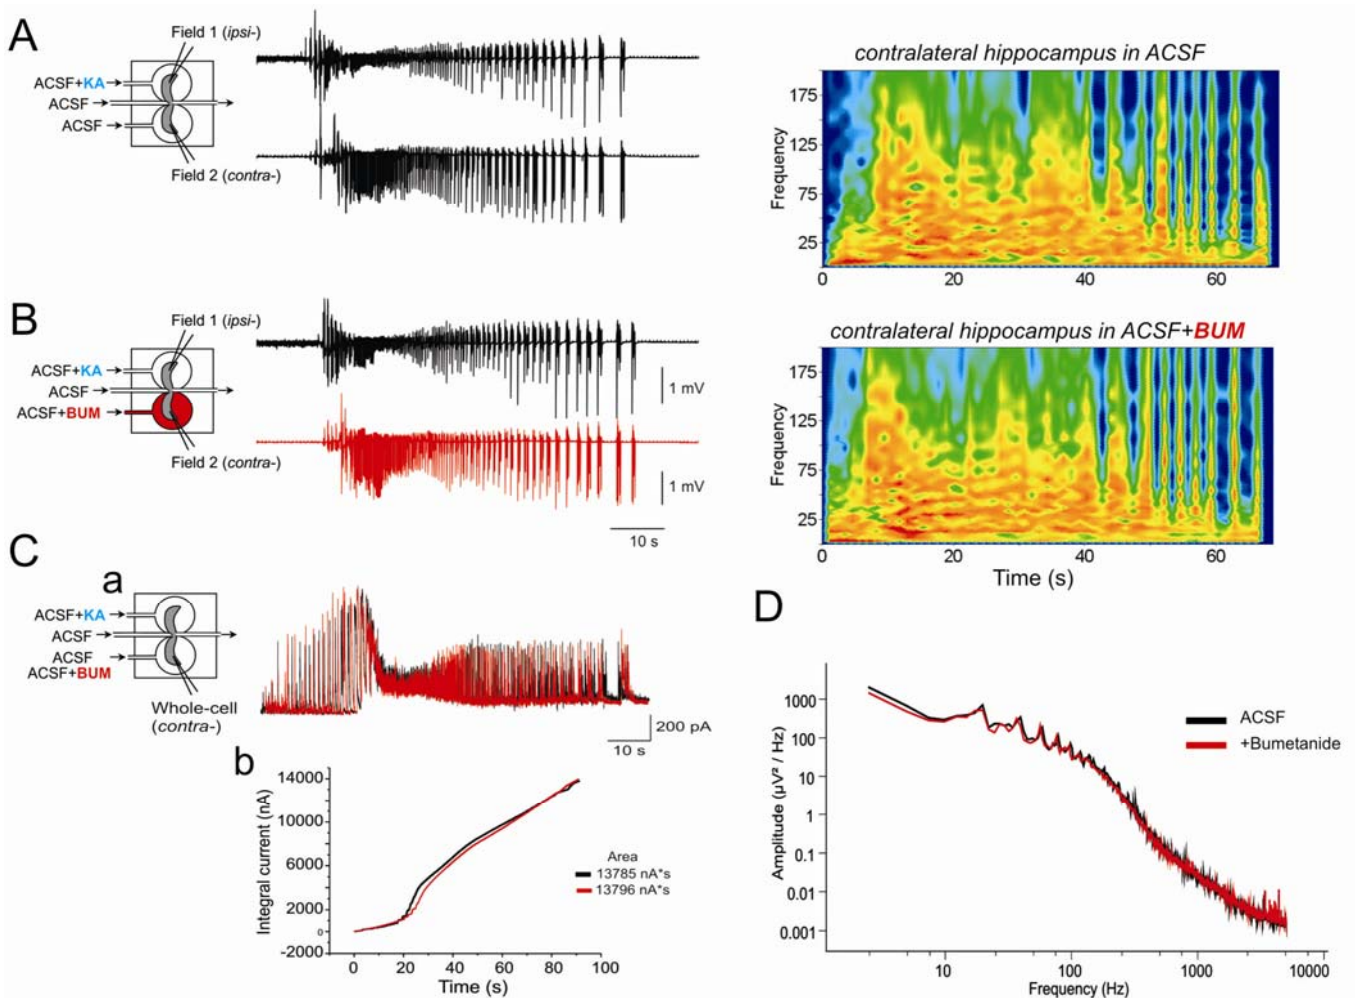 A
Field 1 (ipsi-)
ACSF+KA
ACSF
ACSF
Field 2 (contra-)
contralateral hippocampus in ACSF
Frequency
175
125
75
25
0
20
40
60
B
Field 1 (ipsi-)
ACSF+KA
ACSF
ACSF+BUM
Field 2 (contra-)
1 mV
1 mV
10 s
contralateral hippocampus in ACSF+BUM
Frequency
175
125
75
25
0
20
40
60
Time (s)
C
a
ACSF+KA
ACSF
ACSF
ACSF+BUM
Whole-cell
(contra-)
200 pA
10 s
b
Integral current (nA)
14000
10000
6000
2000
0
-2000
0
20
40
60
80
100
Time (s)
Area
13785 nA*s
13796 nA*s
D
Amplitude (µV² / Hz)
1000
100
10
1
0.1
0.01
0.001
10
100
1000
10000
Frequency (Hz)
ACSF
+Bumetanide